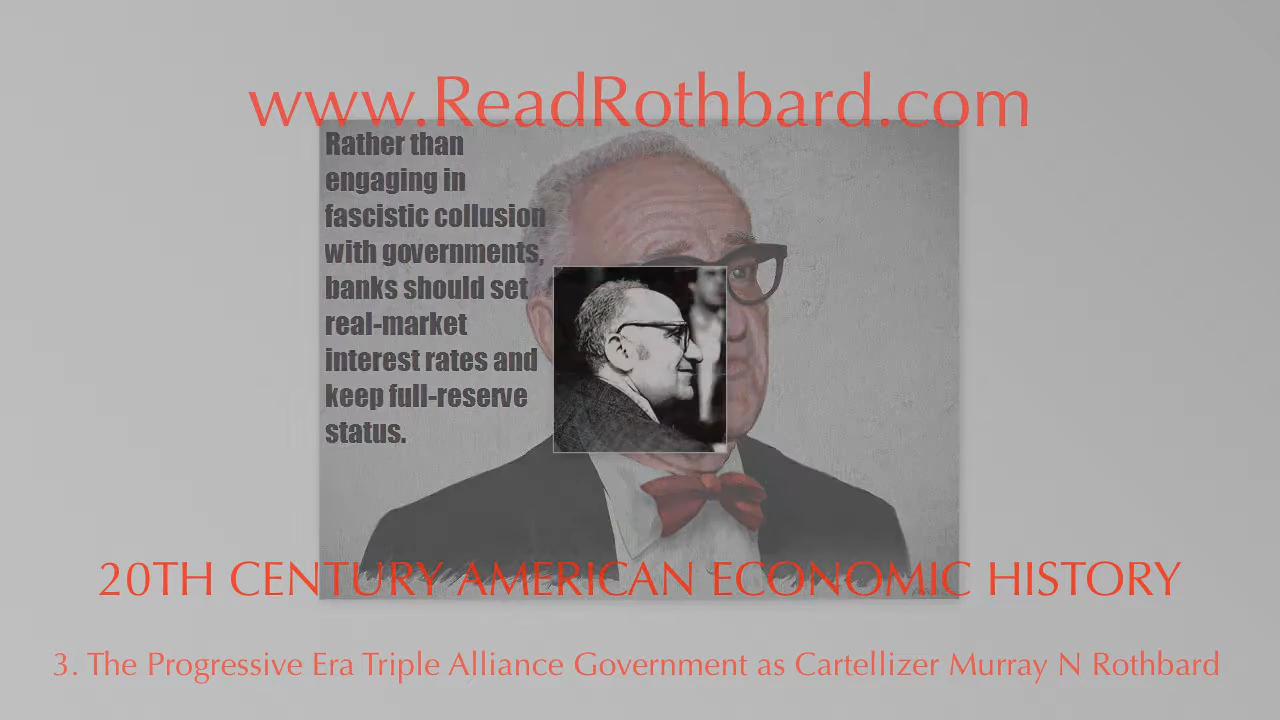 www.ReadRothbard.com
Rather than
engaging in
fascistic collusion
with governments,
banks should set
real-market
interest rates and
keep full-reserve
status.
20TH CENTURY AMERICAN ECONOMIC HISTORY
3. The Progressive Era Triple Alliance Government as Cartellizer Murray N Rothbard